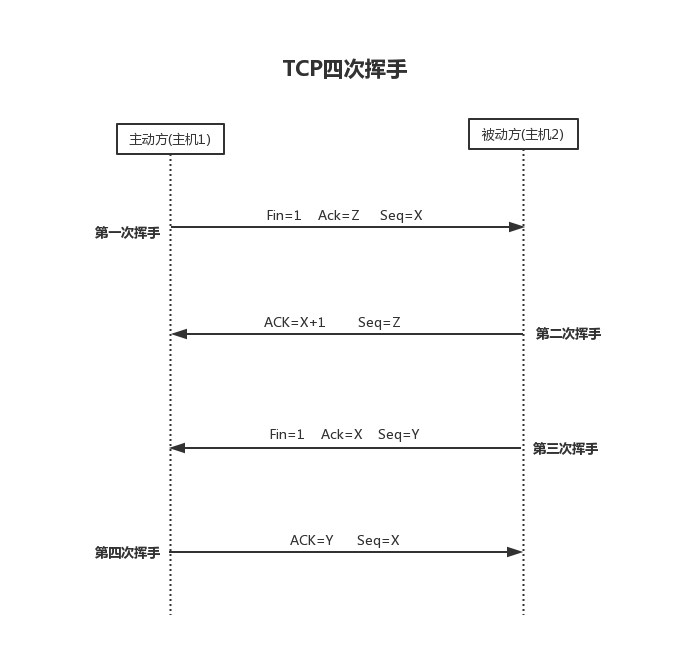 TCP四次挥手
主动方(主机1)
被动方(主机2)
Fin=1 Ack=Z Seq=X
第一次挥手
ACK=X+1 Seq=Z
第二次挥手
Fin=1 Ack=X Seq=Y
第三次挥手
ACK=Y Seq=X
第四次挥手